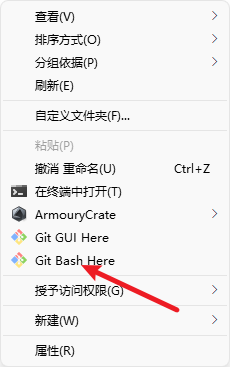 查看(V)
排序方式(O)
分组依据(P)
刷新(E)
自定义文件夹(F)...
粘贴(P)
撤消 重命名(U) Ctrl+Z
在终端中打开(T)
ArmouryCrate
Git GUI Here
Git Bash Here
授予访问权限(G)
新建(W)
属性(R)